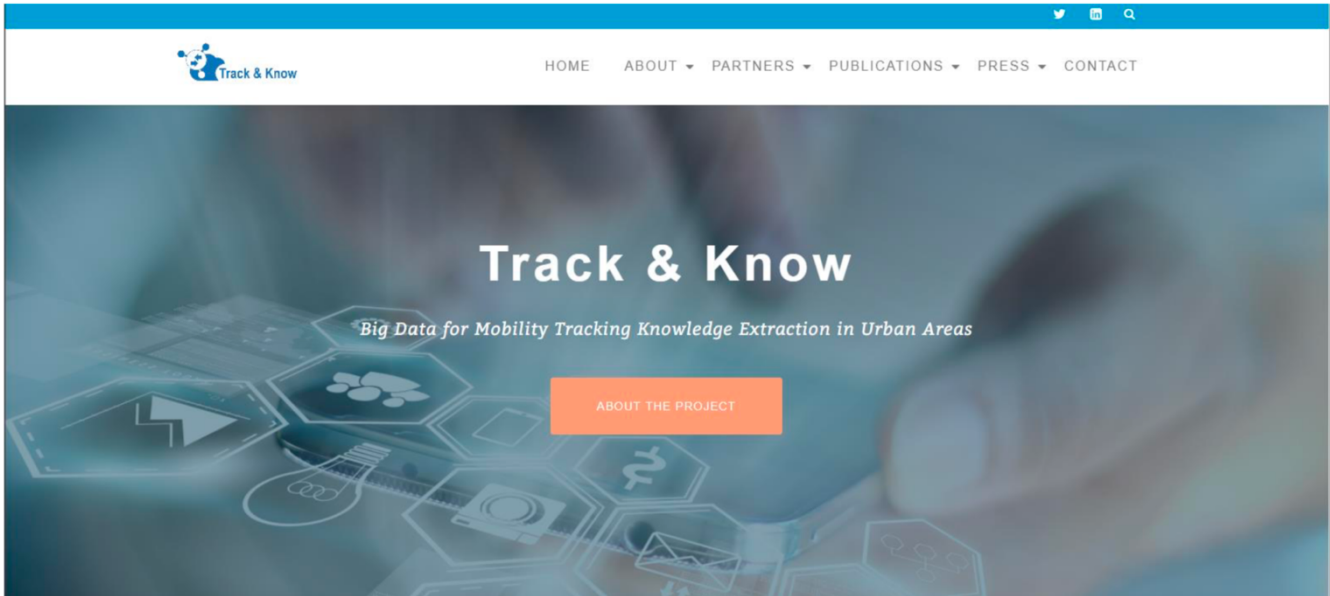 Track & Know
HOME ABOUT PARTNERS PUBLICATIONS PRESS CONTACT
Track & Know
Big Data for Mobility Tracking Knowledge Extraction in Urban Areas
ABOUT THE PROJECT